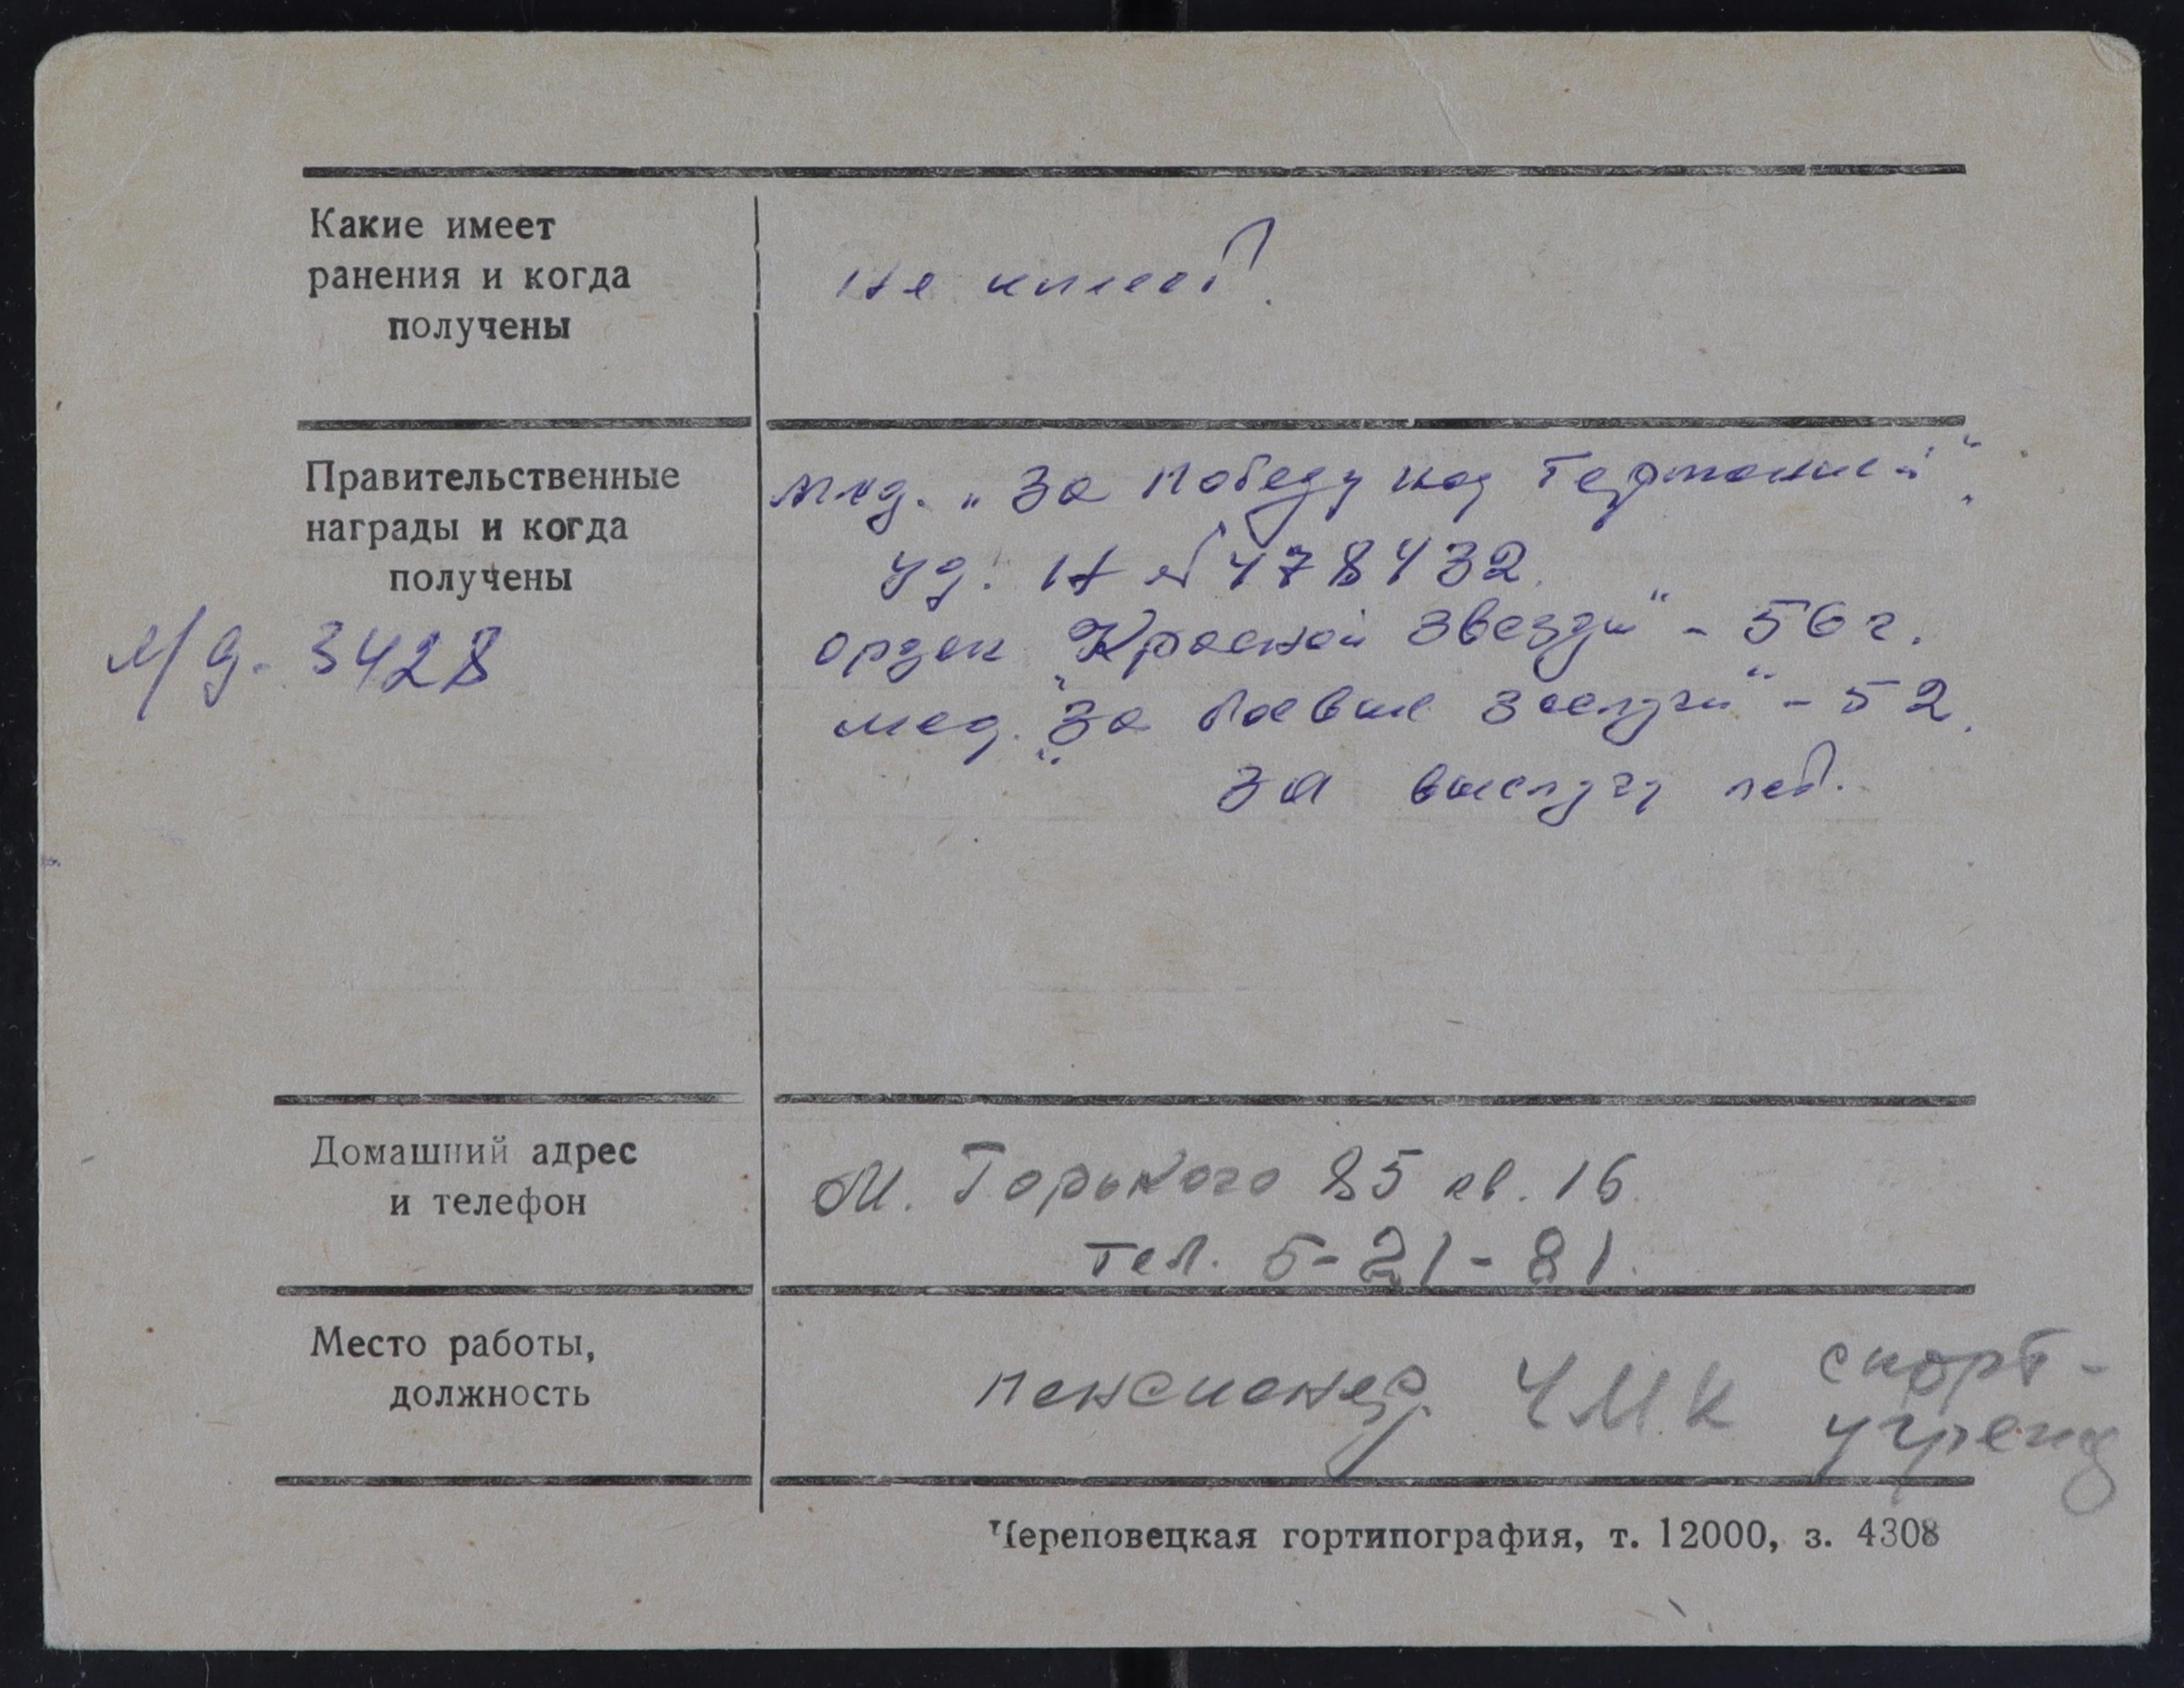 Какие имеет
ранения и когда
получены
не имеет.
Правительственные
награды и когда
получены
м/д. 3428
мед. „За победу над Германией“.
уд. Н № 478432.
орден „Красной Звезды“ - 56 г.
мед. „За боевые заслуги“ - 52.
за выслугу лет.
Домашний адрес
и телефон
М. Горького 85 кв. 16
тел. 5-21-81.
Место работы,
должность
пенсионер. ЧМК спорт-
учрежд
Череповецкая гортипография, т. 12000, з. 4308